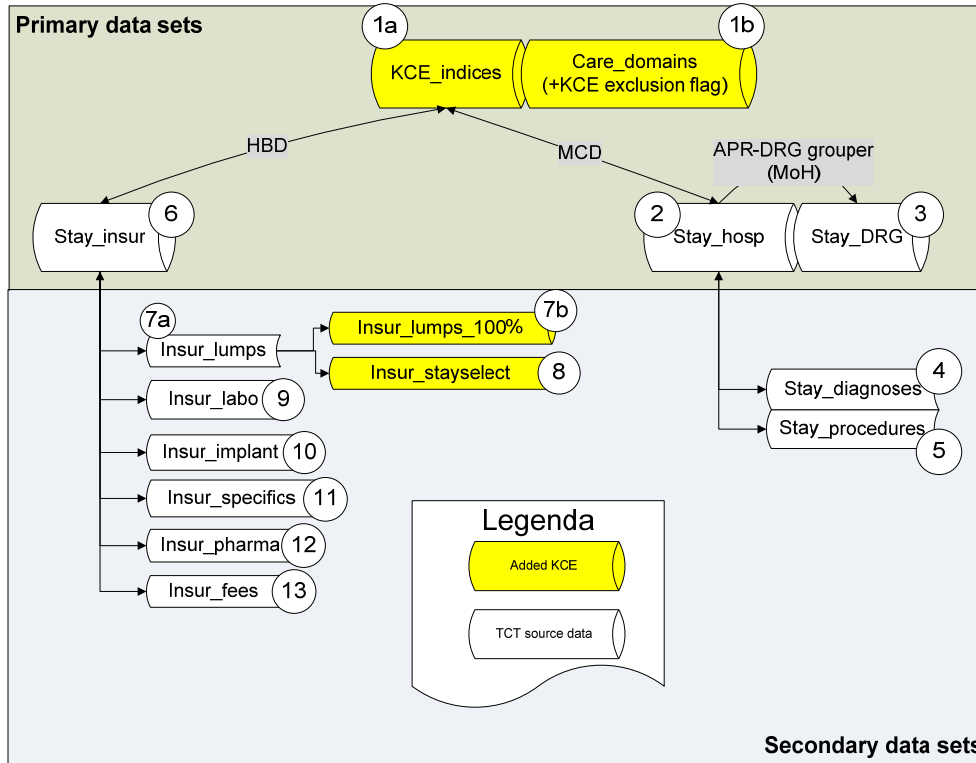 Primary data sets
1a
1b
KCE_indices
Care_domains
(+KCE exclusion flag)
HBD
MCD
APR-DRG grouper
(MoH)
6
Stay_insur
2
Stay_hosp
3
Stay_DRG
7a
Insur_lumps
7b
Insur_lumps_100%
Insur_stayselect
8
Insur_labo
9
Insur_implant
10
Insur_specifics
11
Insur_pharma
12
Insur_fees
13
4
Stay_diagnoses
Stay_procedures
5
Legenda
Added KCE
TCT source data
Secondary data sets